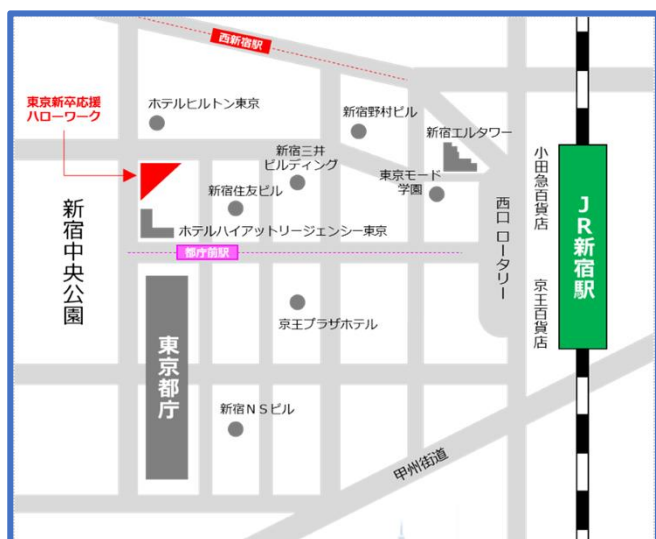 西新宿駅
東京新卒応援
ハローワーク
ホテルヒルトン東京
新宿野村ビル
新宿エルタワー
新宿三井
ビルディング
東京モード
学園
小田急百貨店
新宿住友ビル
新宿中央公園
ホテルハイアットリージェンシー東京
西口 ロータリー
JR新宿駅
都庁前駅
京王百貨店
京王プラザホテル
東京都庁
新宿NSビル
甲州街道